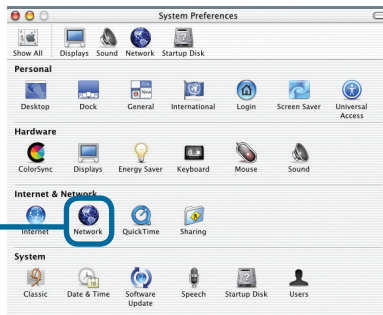 System Preferences
Show All Displays Sound Network Startup Disk
Personal
New
Desktop Dock General International Login Screen Saver Universal Access
Hardware
ColorSync Displays Energy Saver Keyboard Mouse Sound
Internet & Network
Internet Network QuickTime Sharing
System
18
Classic Date & Time Software Update Speech Startup Disk Users